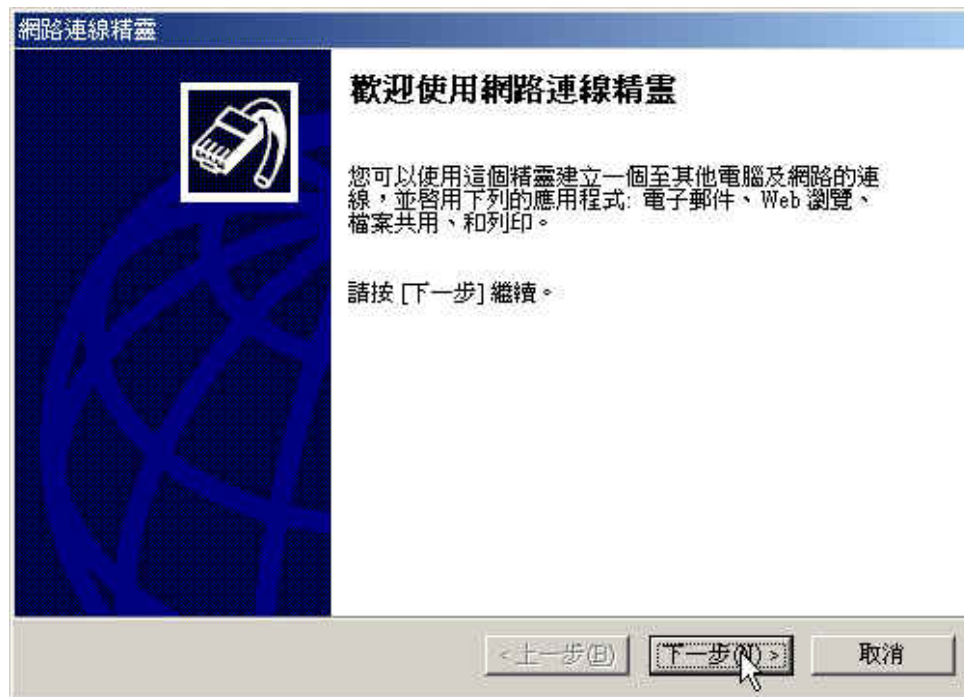 網路連線精靈
歡迎使用網路連線精靈
您可以使用這個精靈建立一個至其他電腦及網路的連
線，並啓用下列的應用程式: 電子郵件、Web 瀏覽、
檔案共用、和列印。
請按 [下一步] 繼續。
<上一步(B) 下一步(N) > 取消